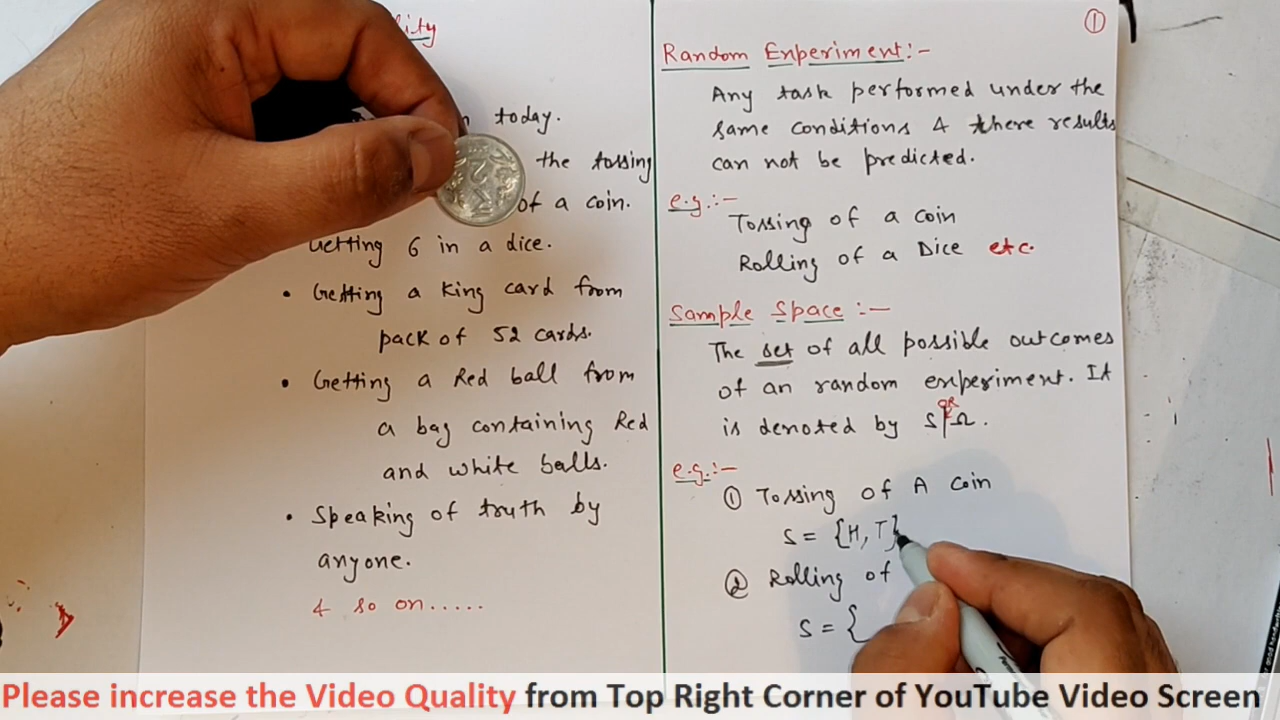 lity
today.
the tossing
of a coin.
Getting 6 in a dice.
• Getting a King card from
pack of 52 cards.
• Getting a Red ball from
a bag containing Red
and white balls.
• Speaking of truth by
anyone.
& so on.....
①
Random Experiment:-
Any task performed under the
same conditions & there results
can not be predicted.
e.g.:-
Tossing of a coin
Rolling of a Dice etc.
Sample Space:-
The set of all possible outcomes
of an random experiment. It
is denoted by S|Ω.
OR
e.g.:-
① Tossing of A coin
S = {H, T}
② Rolling of
S = {
Please increase the Video Quality from Top Right Corner of YouTube Video Screen